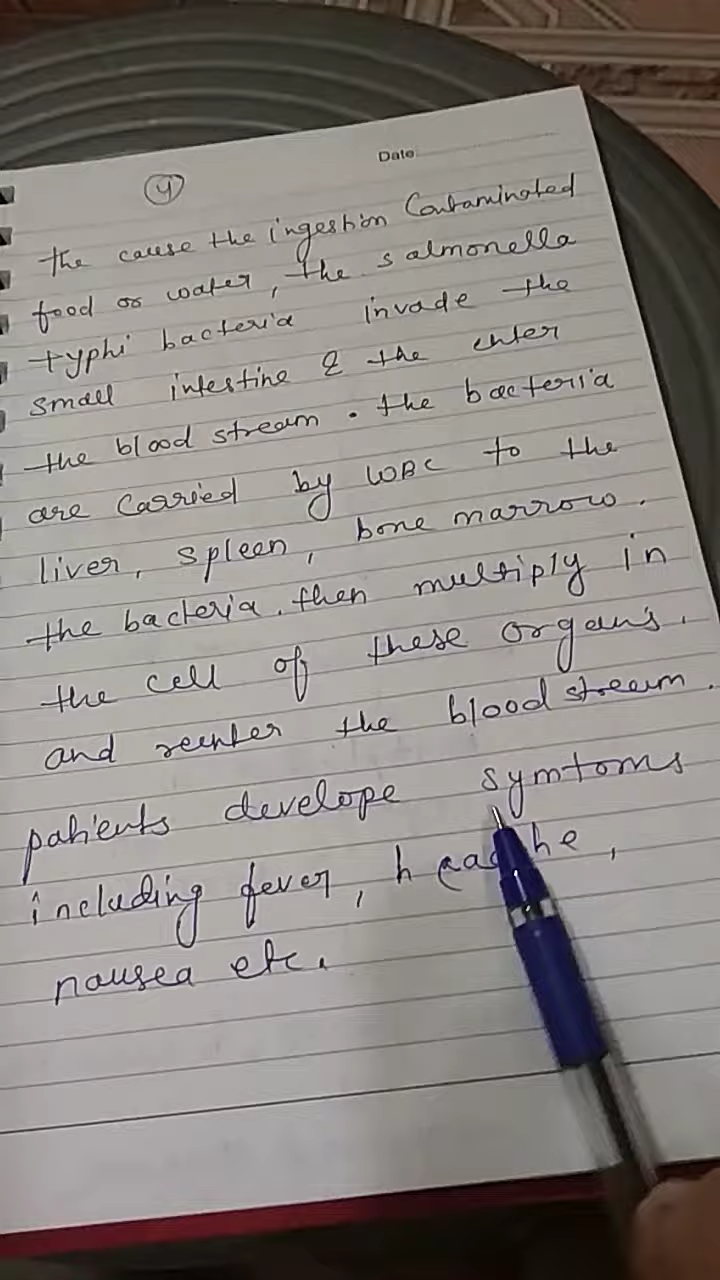 Date
4
the cause the ingestion Contaminated
food or water, the salmonella
typhi bacteria invade the
small intestine & the enter
the blood stream. the bacteria
are carried by WBC to the
liver, spleen, bone marrow.
the bacteria. then multiply in
the cell of these organs.
and reenter the blood stream.
patients develope symtoms
including fever, headche,
nausea etc.